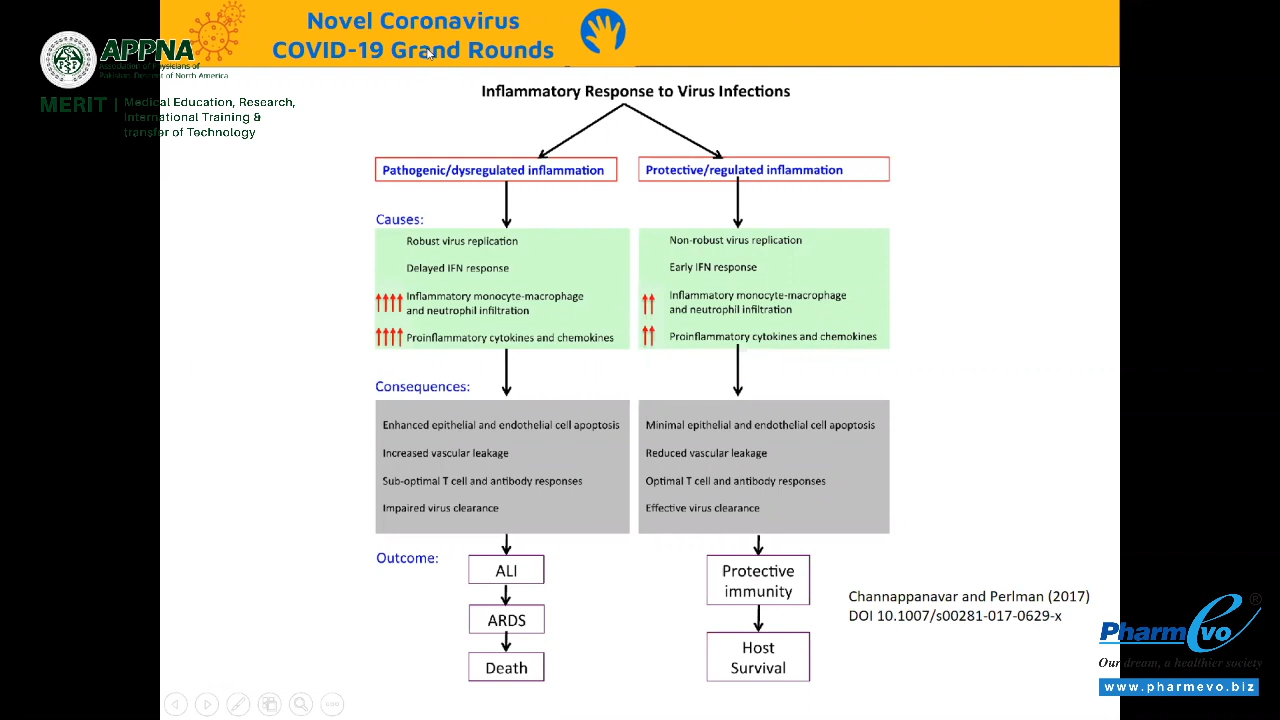 Novel Coronavirus
COVID-19 Grand Rounds
APPNA
Association of Physicians of
Pakistani Descent of North America
MERIT | Medical Education, Research,
International Training &
transfer of Technology
Inflammatory Response to Virus Infections
Pathogenic/dysregulated inflammation
Protective/regulated inflammation
Causes:
Robust virus replication
Delayed IFN response
Inflammatory monocyte-macrophage
and neutrophil infiltration
Proinflammatory cytokines and chemokines
Non-robust virus replication
Early IFN response
Inflammatory monocyte-macrophage
and neutrophil infiltration
Proinflammatory cytokines and chemokines
Consequences:
Enhanced epithelial and endothelial cell apoptosis
Increased vascular leakage
Sub-optimal T cell and antibody responses
Impaired virus clearance
Minimal epithelial and endothelial cell apoptosis
Reduced vascular leakage
Optimal T cell and antibody responses
Effective virus clearance
Outcome:
ALI
ARDS
Death
Protective
immunity
Host
Survival
Channappanavar and Perlman (2017)
DOI 10.1007/s00281-017-0629-x
PharmEvo ®
Our dream, a healthier society
www.pharmevo.biz